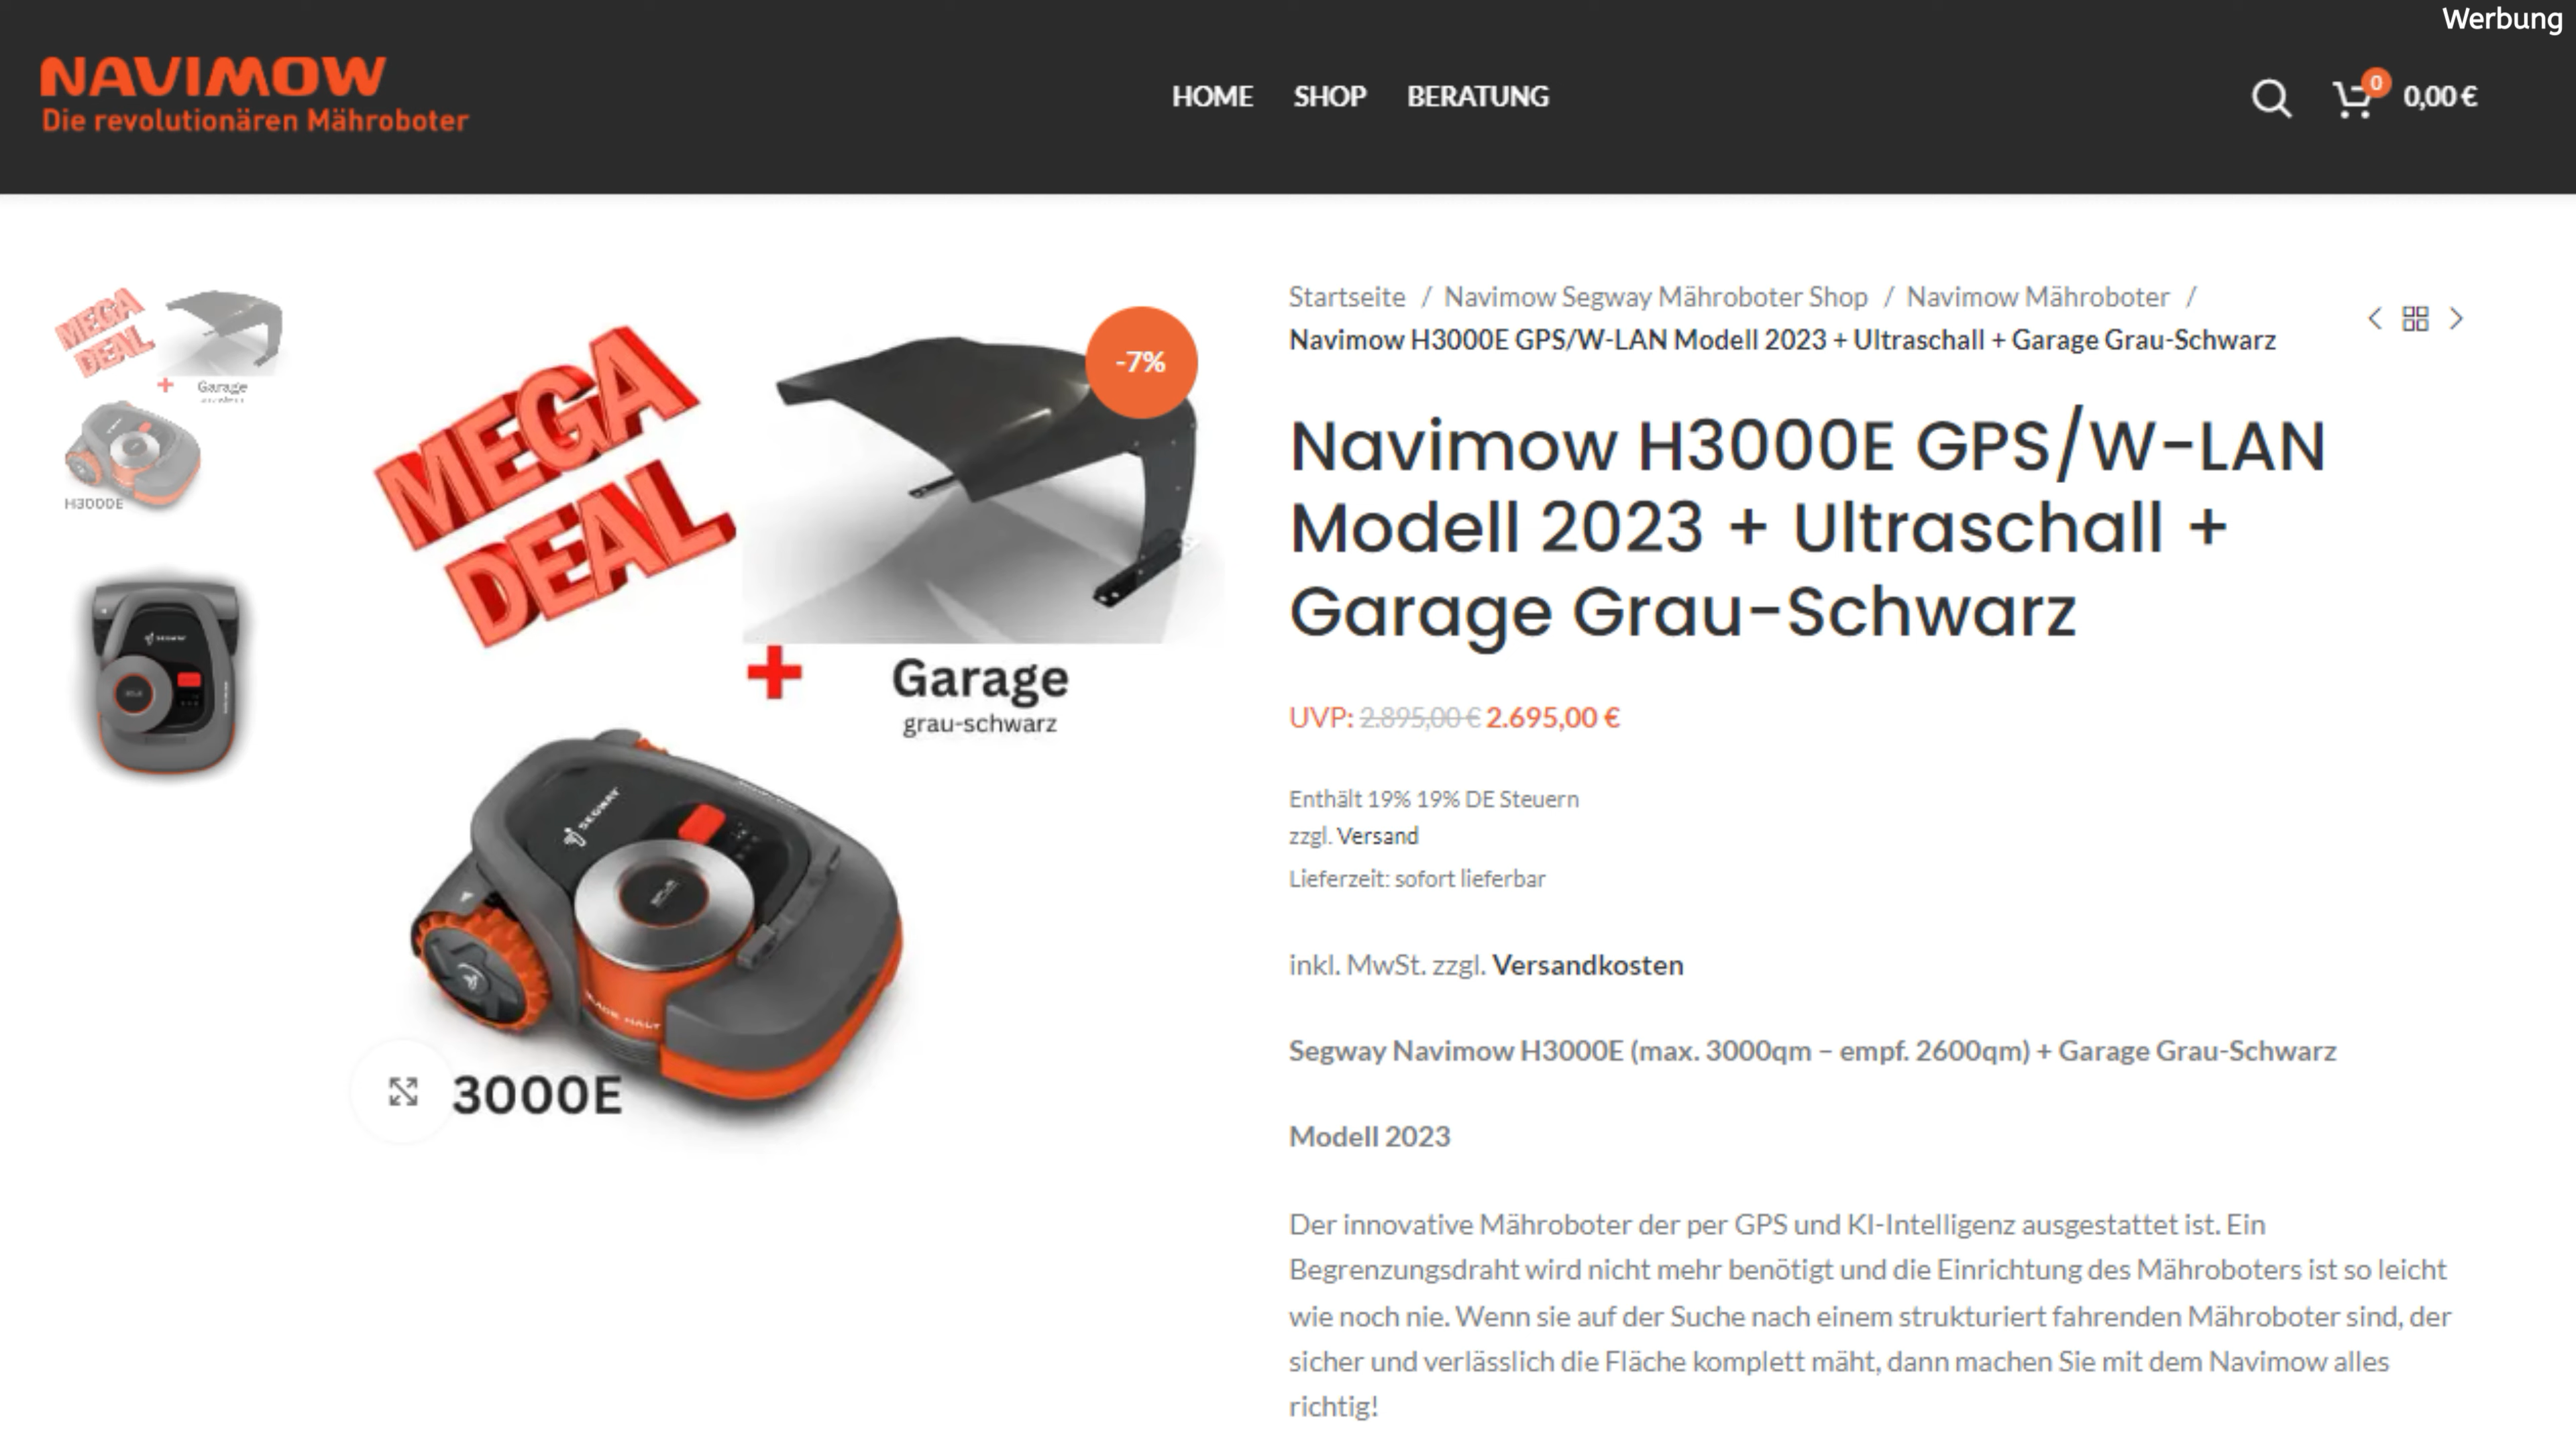 Werbung
NAVIMOW
Die revolutionären Mähroboter
HOME SHOP BERATUNG
0
0,00 €
MEGA
DEAL
+ Garage
H3000E
SEGWAY
MEGA
DEAL
-7%
+
Garage
grau-schwarz
SEGWAY
3000E
Startseite / Navimow Segway Mähroboter Shop / Navimow Mähroboter /
Navimow H3000E GPS/W-LAN Modell 2023 + Ultraschall + Garage Grau-Schwarz
Navimow H3000E GPS/W-LAN
Modell 2023 + Ultraschall +
Garage Grau-Schwarz
UVP: 2.895,00 € 2.695,00 €
Enthält 19% 19% DE Steuern
zzgl. Versand
Lieferzeit: sofort lieferbar
inkl. MwSt. zzgl. Versandkosten
Segway Navimow H3000E (max. 3000qm – empf. 2600qm) + Garage Grau-Schwarz
Modell 2023
Der innovative Mähroboter der per GPS und KI-Intelligenz ausgestattet ist. Ein
Begrenzungsdraht wird nicht mehr benötigt und die Einrichtung des Mähroboters ist so leicht
wie noch nie. Wenn sie auf der Suche nach einem strukturiert fahrenden Mähroboter sind, der
sicher und verlässlich die Fläche komplett mäht, dann machen Sie mit dem Navimow alles
richtig!